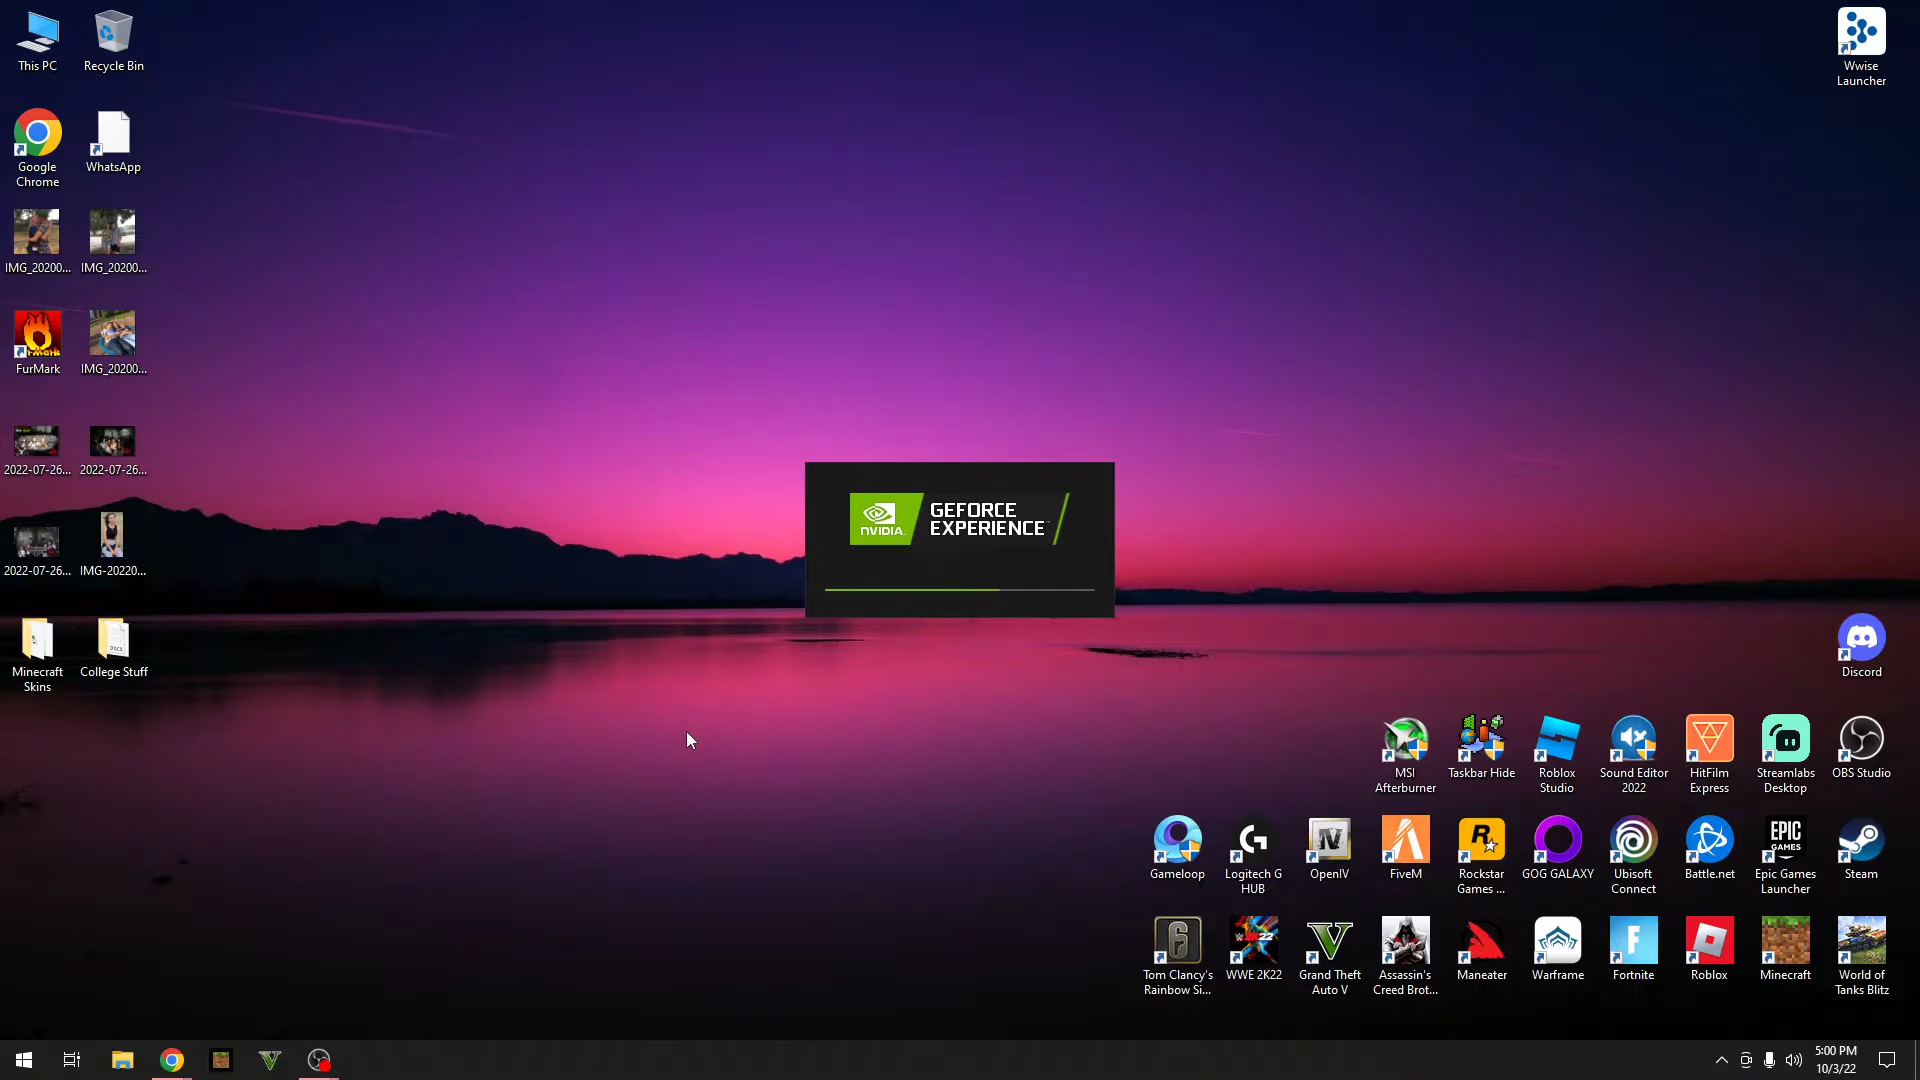 This PC
Recycle Bin
Wwise
Launcher
Google
Chrome
WhatsApp
IMG_20200...
IMG_20200...
FurMark
IMG_20200...
2022-07-26...
2022-07-26...
2022-07-26...
IMG-20220...
Minecraft
Skins
College Stuff
NVIDIA.
GEFORCE
EXPERIENCE
Discord
MSI
Afterburner
Taskbar Hide
Roblox
Studio
Sound Editor
2022
HitFilm
Express
Streamlabs
Desktop
OBS Studio
Gameloop
Logitech G
HUB
OpenIV
FiveM
Rockstar
Games ...
GOG GALAXY
Ubisoft
Connect
Battle.net
EPIC
GAMES
Epic Games
Launcher
Steam
Tom Clancy's
Rainbow Si...
WWE 2K22
Grand Theft
Auto V
Assassin's
Creed Brot...
Maneater
Warframe
Fortnite
Roblox
Minecraft
World of
Tanks Blitz
5:00 PM
10/3/22